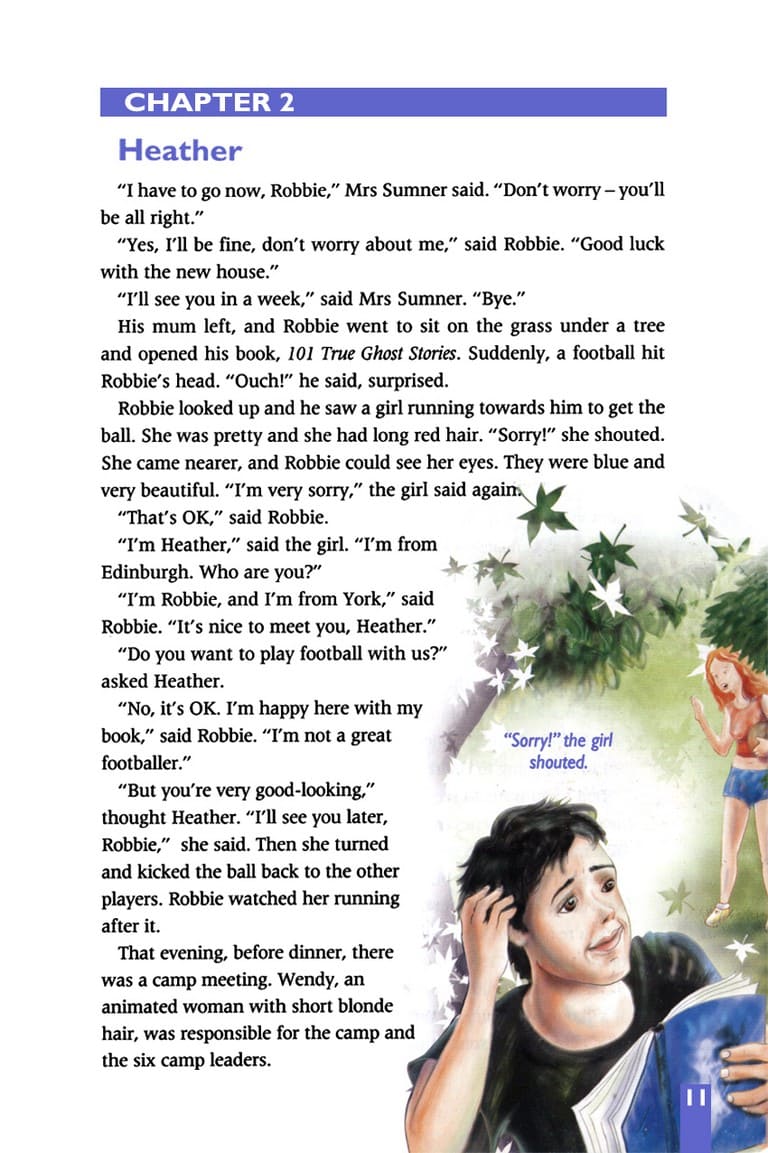 CHAPTER 2
Heather
“I have to go now, Robbie,” Mrs Sumner said. “Don’t worry – you’ll
be all right.”
“Yes, I’ll be fine, don’t worry about me,” said Robbie. “Good luck
with the new house.”
“I’ll see you in a week,” said Mrs Sumner. “Bye.”
His mum left, and Robbie went to sit on the grass under a tree
and opened his book, 101 True Ghost Stories. Suddenly, a football hit
Robbie’s head. “Ouch!” he said, surprised.
Robbie looked up and he saw a girl running towards him to get the
ball. She was pretty and she had long red hair. “Sorry!” she shouted.
She came nearer, and Robbie could see her eyes. They were blue and
very beautiful. “I’m very sorry,” the girl said again.
“That’s OK,” said Robbie.
“I’m Heather,” said the girl. “I’m from
Edinburgh. Who are you?”
“I’m Robbie, and I’m from York,” said
Robbie. “It’s nice to meet you, Heather.”
“Do you want to play football with us?”
asked Heather.
“No, it’s OK. I’m happy here with my
book,” said Robbie. “I’m not a great
footballer.”
“But you’re very good-looking,”
thought Heather. “I’ll see you later,
Robbie,” she said. Then she turned
and kicked the ball back to the other
players. Robbie watched her running
after it.
That evening, before dinner, there
was a camp meeting. Wendy, an
animated woman with short blonde
hair, was responsible for the camp and
the six camp leaders.
“Sorry!” the girl
shouted.
11